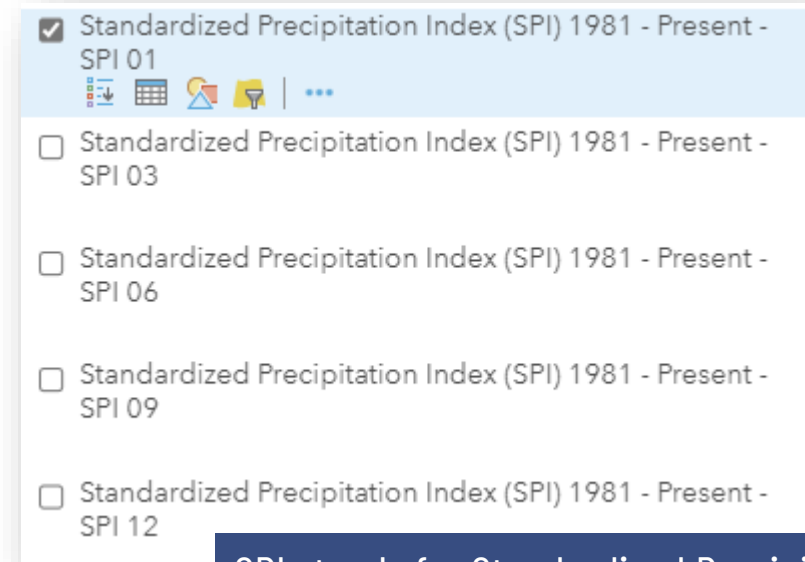 Standardized Precipitation Index (SPI) 1981 - Present -
SPI 01
Standardized Precipitation Index (SPI) 1981 - Present -
SPI 03
Standardized Precipitation Index (SPI) 1981 - Present -
SPI 06
Standardized Precipitation Index (SPI) 1981 - Present -
SPI 09
Standardized Precipitation Index (SPI) 1981 - Present -
SPI 12